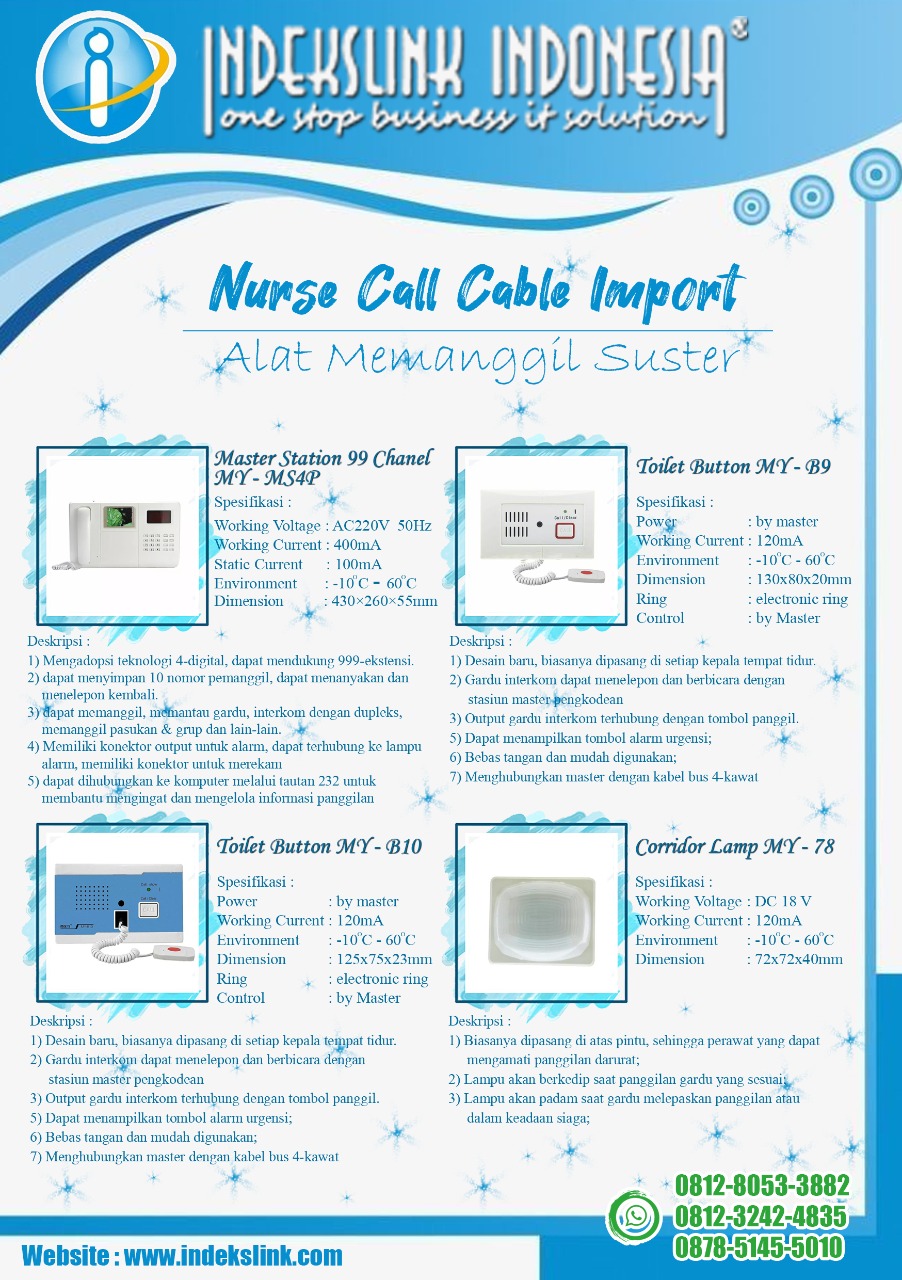 INDEKSLINK INDONESIA®
one stop business it solution
Nurse Call Cable Import
Alat Memanggil Suster
Master Station 99 Chanel
MY - MS4P
Spesifikasi :
Working Voltage : AC220V 50Hz
Working Current : 400mA
Static Current : 100mA
Environment : -10°C - 60°C
Dimension : 430×260×55mm
Deskripsi :
1) Mengadopsi teknologi 4-digital, dapat mendukung 999-ekstensi.
2) dapat menyimpan 10 nomor pemanggil, dapat menanyakan dan
menelepon kembali.
3) dapat memanggil, memantau gardu, interkom dengan dupleks,
memanggil pasukan & grup dan lain-lain.
4) Memiliki konektor output untuk alarm, dapat terhubung ke lampu
alarm, memiliki konektor untuk merekam
5) dapat dihubungkan ke komputer melalui tautan 232 untuk
membantu mengingat dan mengelola informasi panggilan
Toilet Button MY - B9
Spesifikasi :
Power : by master
Working Current : 120mA
Environment : -10°C - 60°C
Dimension : 130x80x20mm
Ring : electronic ring
Control : by Master
Call/Clear
Deskripsi :
1) Desain baru, biasanya dipasang di setiap kepala tempat tidur.
2) Gardu interkom dapat menelepon dan berbicara dengan
stasiun master pengkodean
3) Output gardu interkom terhubung dengan tombol panggil.
5) Dapat menampilkan tombol alarm urgensi;
6) Bebas tangan dan mudah digunakan;
7) Menghubungkan master dengan kabel bus 4-kawat
Toilet Button MY - B10
Spesifikasi :
Power : by master
Working Current : 120mA
Environment : -10°C - 60°C
Dimension : 125x75x23mm
Ring : electronic ring
Control : by Master
Deskripsi :
1) Desain baru, biasanya dipasang di setiap kepala tempat tidur.
2) Gardu interkom dapat menelepon dan berbicara dengan
stasiun master pengkodean
3) Output gardu interkom terhubung dengan tombol panggil.
5) Dapat menampilkan tombol alarm urgensi;
6) Bebas tangan dan mudah digunakan;
7) Menghubungkan master dengan kabel bus 4-kawat
Corridor Lamp MY - 78
Spesifikasi :
Working Voltage : DC 18 V
Working Current : 120mA
Environment : -10°C - 60°C
Dimension : 72x72x40mm
Deskripsi :
1) Biasanya dipasang di atas pintu, sehingga perawat yang dapat
mengamati panggilan darurat;
2) Lampu akan berkedip saat panggilan gardu yang sesuai;
3) Lampu akan padam saat gardu melepaskan panggilan atau
dalam keadaan siaga;
0812-8053-3882
0812-3242-4835
0878-5145-5010
Website : www.indekslink.com